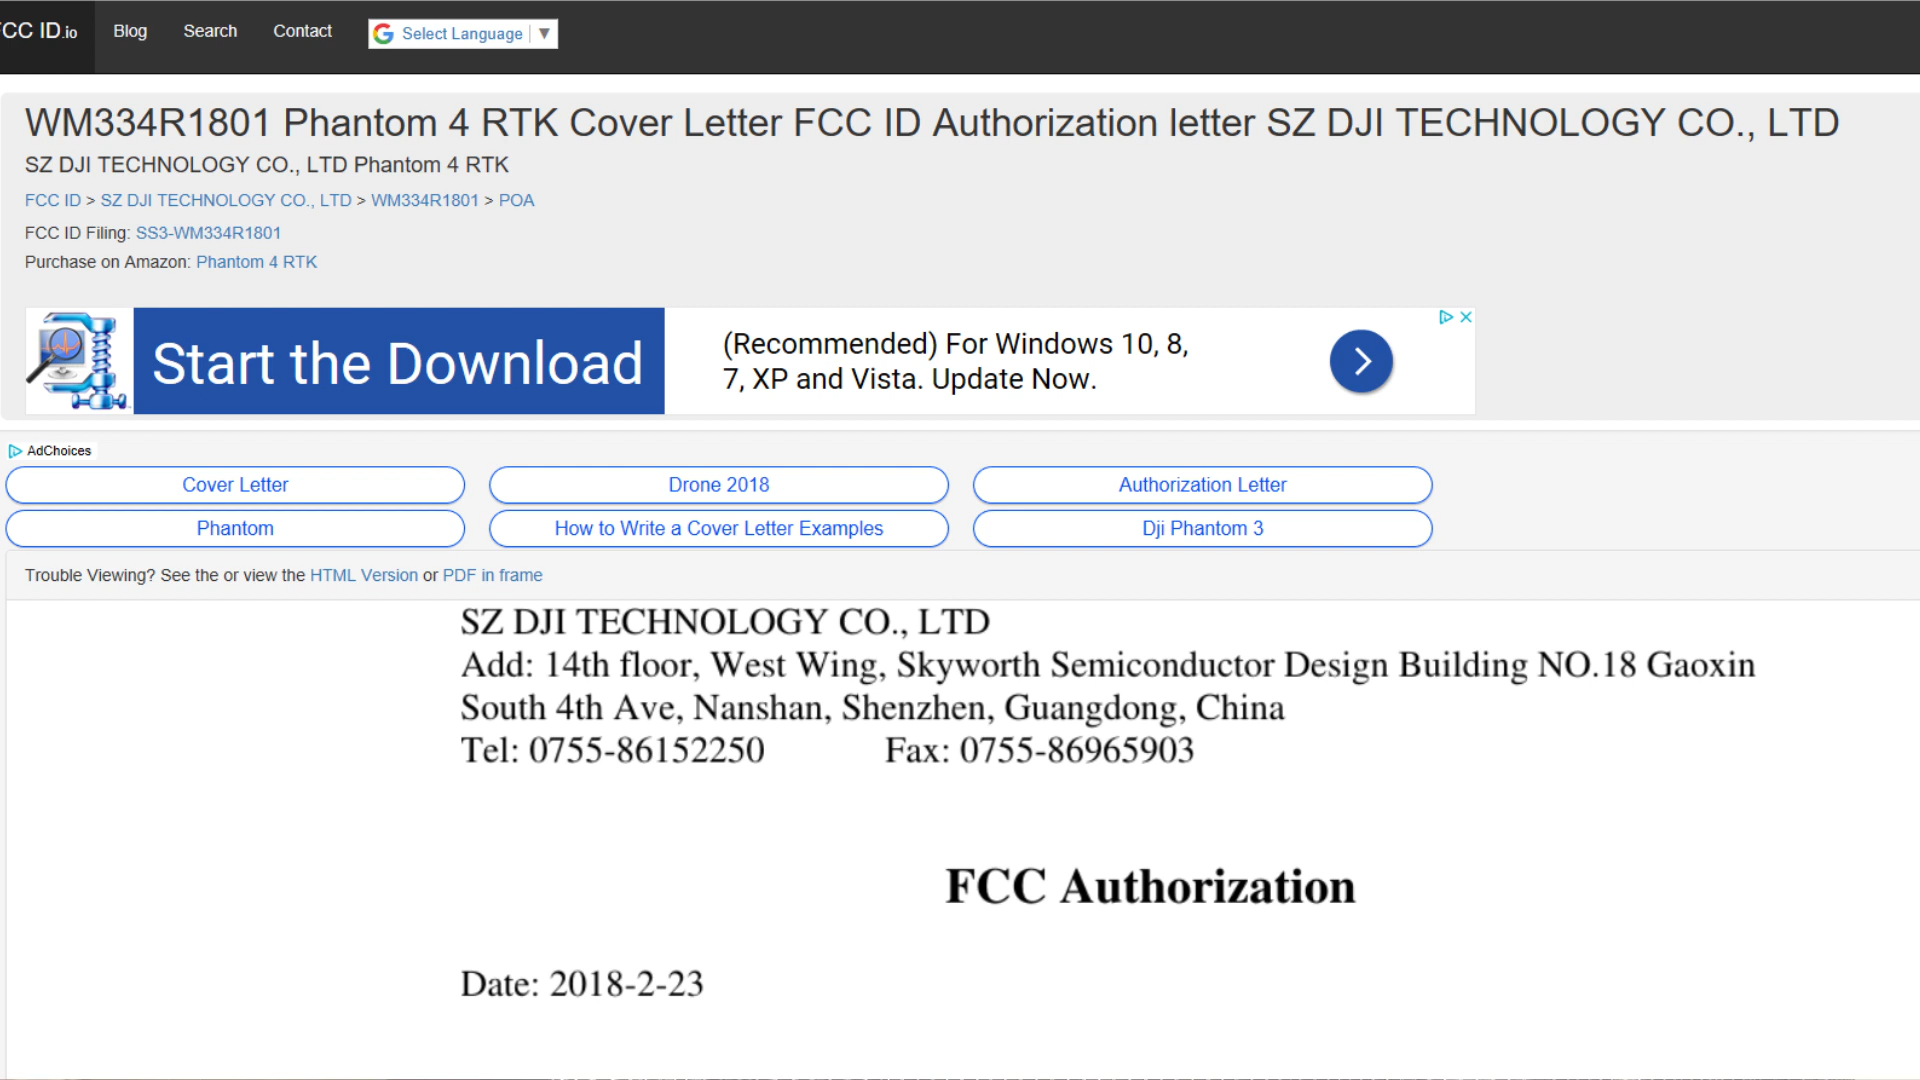 FCC ID.io Blog Search Contact Select Language ▼
WM334R1801 Phantom 4 RTK Cover Letter FCC ID Authorization letter SZ DJI TECHNOLOGY CO., LTD
SZ DJI TECHNOLOGY CO., LTD Phantom 4 RTK
FCC ID > SZ DJI TECHNOLOGY CO., LTD > WM334R1801 > POA
FCC ID Filing: SS3-WM334R1801
Purchase on Amazon: Phantom 4 RTK
Start the Download
(Recommended) For Windows 10, 8,
7, XP and Vista. Update Now.
AdChoices
Cover Letter Drone 2018 Authorization Letter
Phantom How to Write a Cover Letter Examples Dji Phantom 3
Trouble Viewing? See the or view the HTML Version or PDF in frame
SZ DJI TECHNOLOGY CO., LTD
Add: 14th floor, West Wing, Skyworth Semiconductor Design Building NO.18 Gaoxin
South 4th Ave, Nanshan, Shenzhen, Guangdong, China
Tel: 0755-86152250 Fax: 0755-86965903
FCC Authorization
Date: 2018-2-23